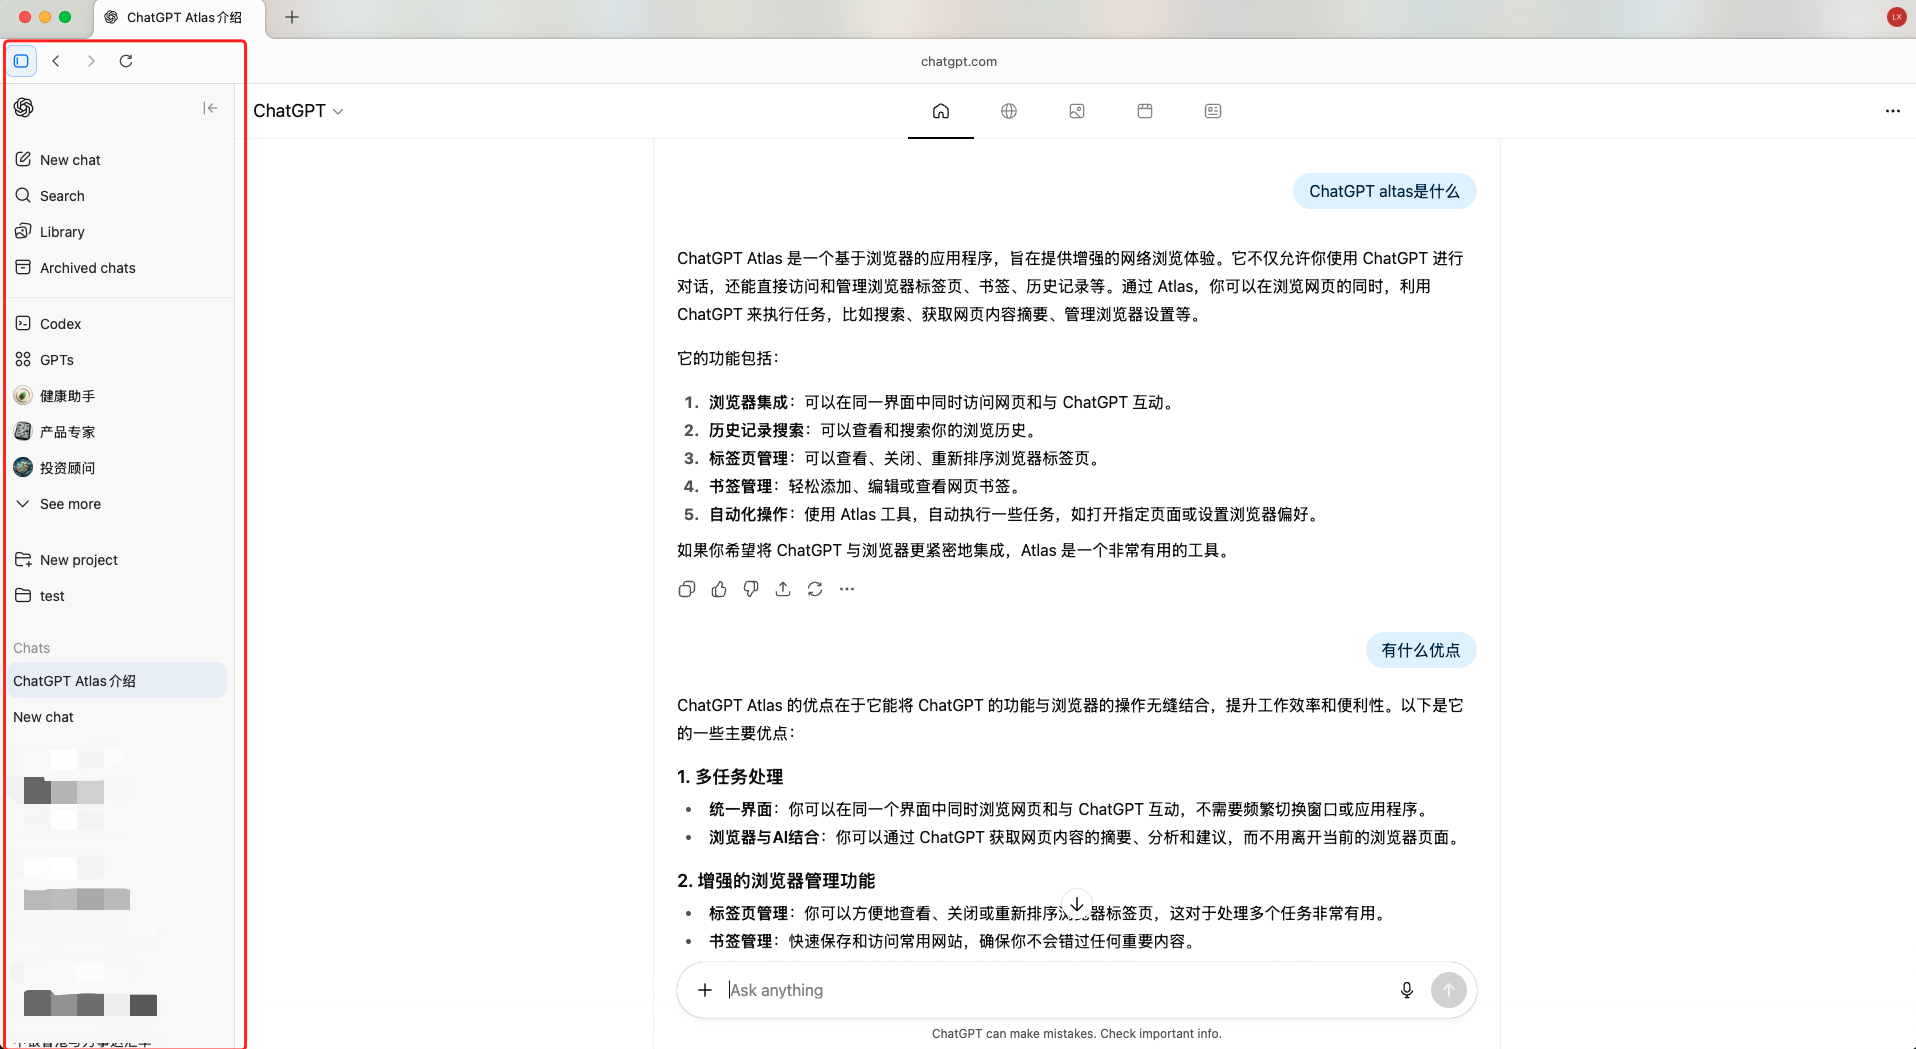 ChatGPT Atlas介绍
LX
chatgpt.com
New chat
Search
Library
Archived chats
Codex
GPTs
健康助手
产品专家
投资顾问
See more
New project
test
Chats
ChatGPT Atlas介绍
New chat
ChatGPT
ChatGPT altas是什么
ChatGPT Atlas 是一个基于浏览器的应用程序，旨在提供增强的网络浏览体验。它不仅允许你使用 ChatGPT 进行
对话，还能直接访问和管理浏览器标签页、书签、历史记录等。通过 Atlas，你可以在浏览网页的同时，利用
ChatGPT 来执行任务，比如搜索、获取网页内容摘要、管理浏览器设置等。
它的功能包括：
1. 浏览器集成：可以在同一界面中同时访问网页和与 ChatGPT 互动。
2. 历史记录搜索：可以查看和搜索你的浏览历史。
3. 标签页管理：可以查看、关闭、重新排序浏览器标签页。
4. 书签管理：轻松添加、编辑或查看网页书签。
5. 自动化操作：使用 Atlas 工具，自动执行一些任务，如打开指定页面或设置浏览器偏好。
如果你希望将 ChatGPT 与浏览器更紧密地集成，Atlas 是一个非常有用的工具。
有什么优点
ChatGPT Atlas 的优点在于它能将 ChatGPT 的功能与浏览器的操作无缝结合，提升工作效率和便利性。以下是它
的一些主要优点：
1. 多任务处理
• 统一界面：你可以在同一个界面中同时浏览网页和与 ChatGPT 互动，不需要频繁切换窗口或应用程序。
• 浏览器与AI结合：你可以通过 ChatGPT 获取网页内容的摘要、分析和建议，而不用离开当前的浏览器页面。
2. 增强的浏览器管理功能
• 标签页管理：你可以方便地查看、关闭或重新排序浏览器标签页，这对于处理多个任务非常有用。
• 书签管理：快速保存和访问常用网站，确保你不会错过任何重要内容。
Ask anything
ChatGPT can make mistakes. Check important info.